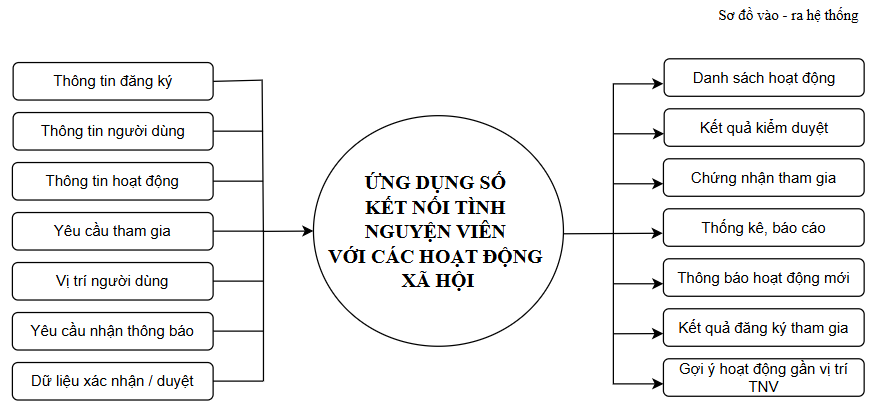 Sơ đồ vào - ra hệ thống
Thông tin đăng ký
Thông tin người dùng
Thông tin hoạt động
Yêu cầu tham gia
Vị trí người dùng
Yêu cầu nhận thông báo
Dữ liệu xác nhận / duyệt
ỨNG DỤNG SỐ
KẾT NỐI TÌNH
NGUYỆN VIÊN
VỚI CÁC HOẠT ĐỘNG
XÃ HỘI
Danh sách hoạt động
Kết quả kiểm duyệt
Chứng nhận tham gia
Thống kê, báo cáo
Thông báo hoạt động mới
Kết quả đăng ký tham gia
Gợi ý hoạt động gần vị trí
TNV